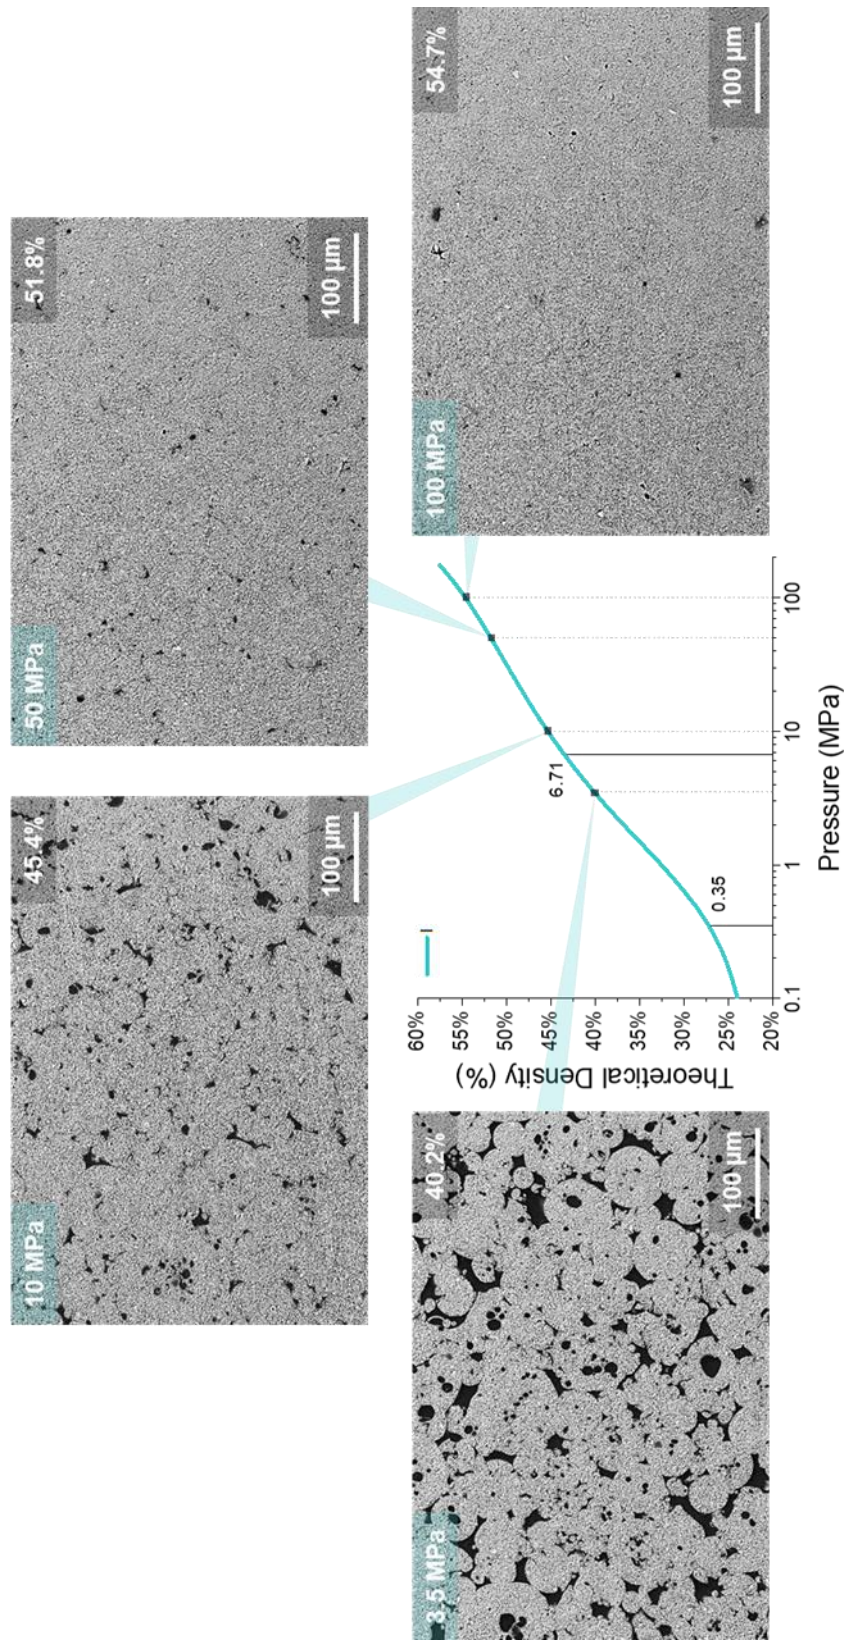 10 MPa
45.4%
100 µm
50 MPa
51.8%
100 µm
3.5 MPa
40.2%
100 µm
100 MPa
54.7%
100 µm
I
60%
55%
50%
45%
40%
35%
30%
25%
20%
Theoretical Density (%)
0.35
6.71
0.1
1
10
100
Pressure (MPa)